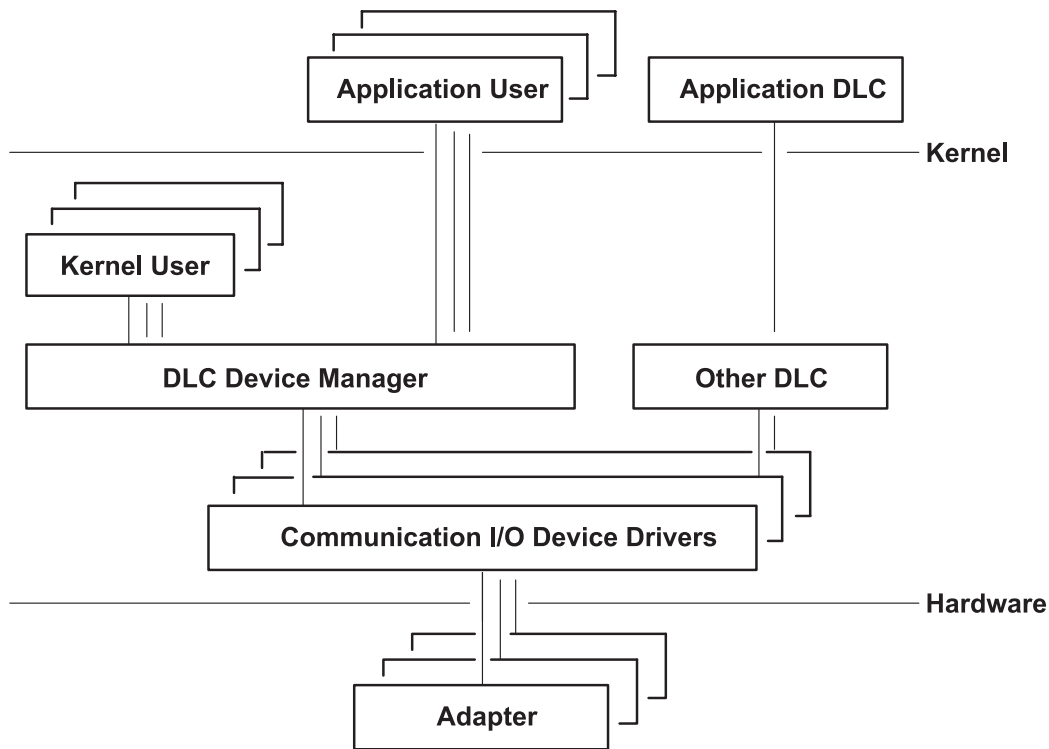 Application User
Application DLC
Kernel
Kernel User
DLC Device Manager
Other DLC
Communication I/O Device Drivers
Hardware
Adapter